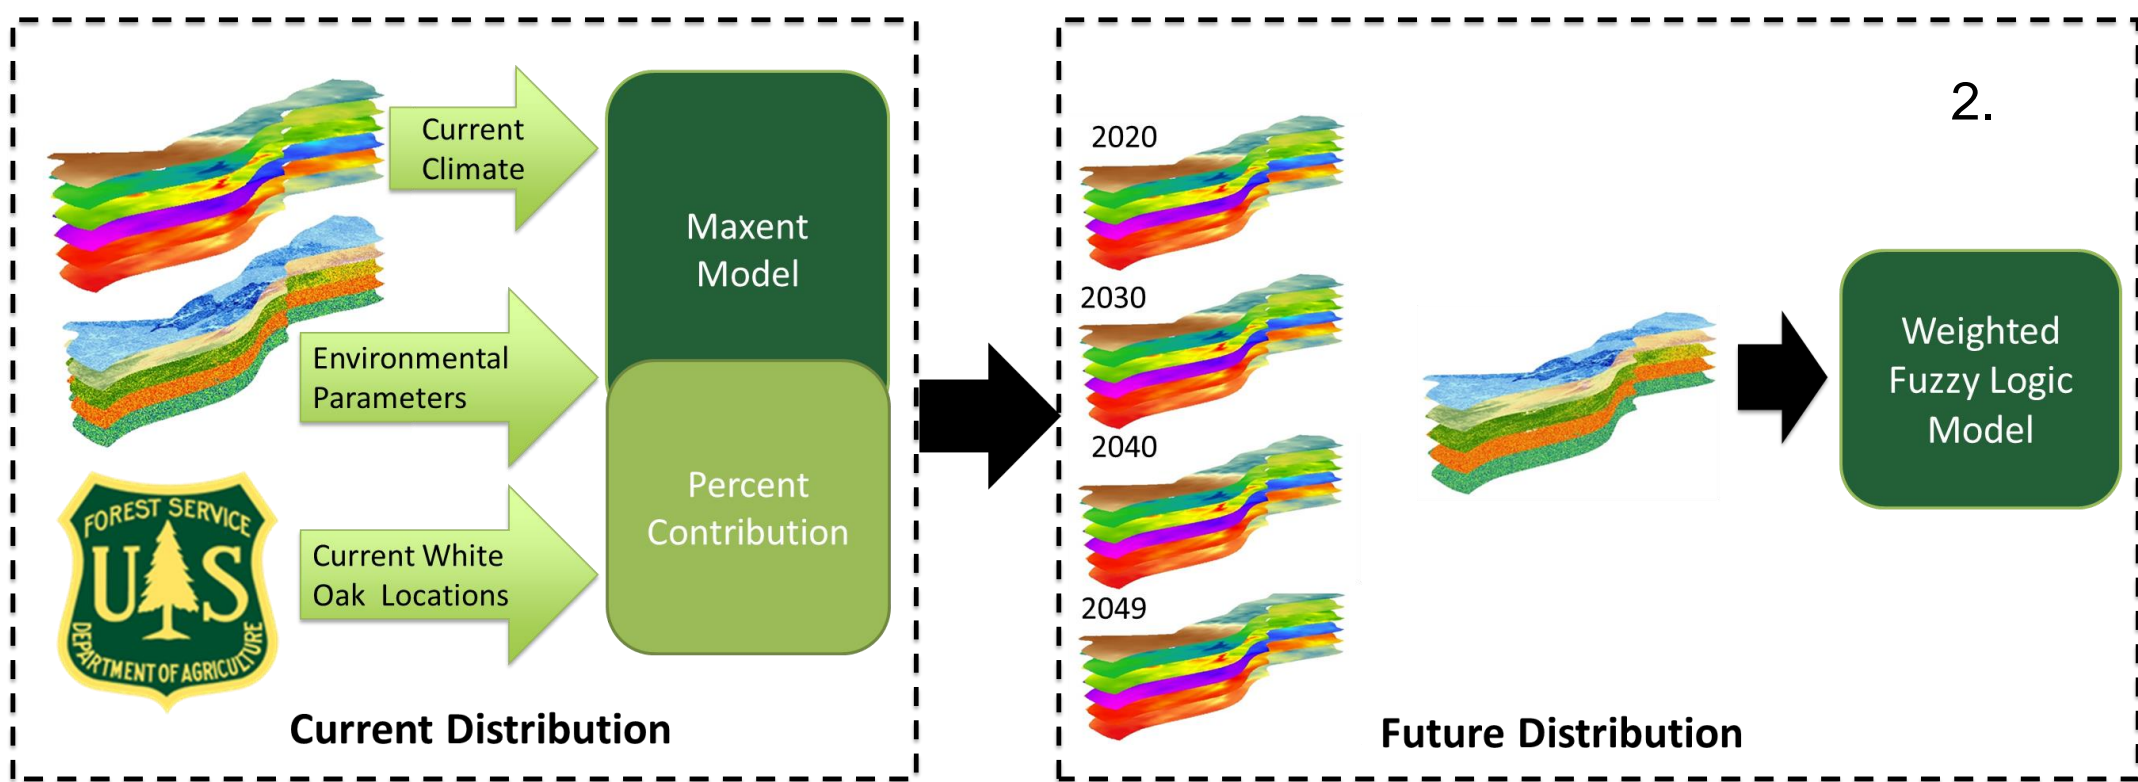 Current
Climate
Environmental
Parameters
FOREST SERVICE
U S
DEPARTMENT OF AGRICULTURE
Current White
Oak Locations
Maxent
Model
Percent
Contribution
Current Distribution
2.
2020
2030
2040
2049
Weighted
Fuzzy Logic
Model
Future Distribution